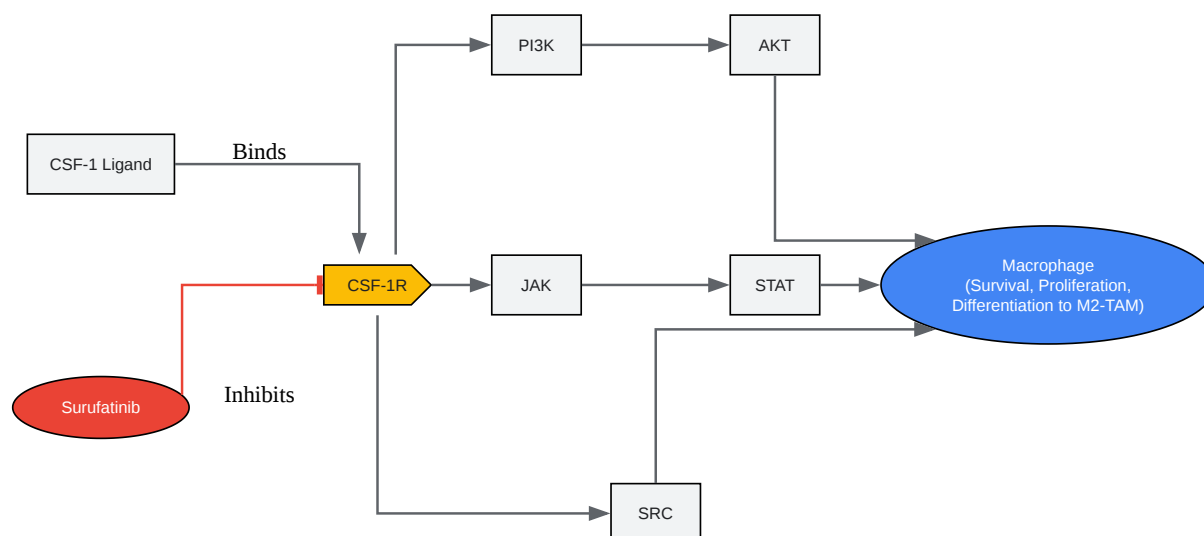 PI3K
AKT
Binds
CSF-1 Ligand
CSF-1R
JAK
STAT
Macrophage
(Survival, Proliferation,
Differentiation to M2-TAM)
Inhibits
Surufatinib
SRC